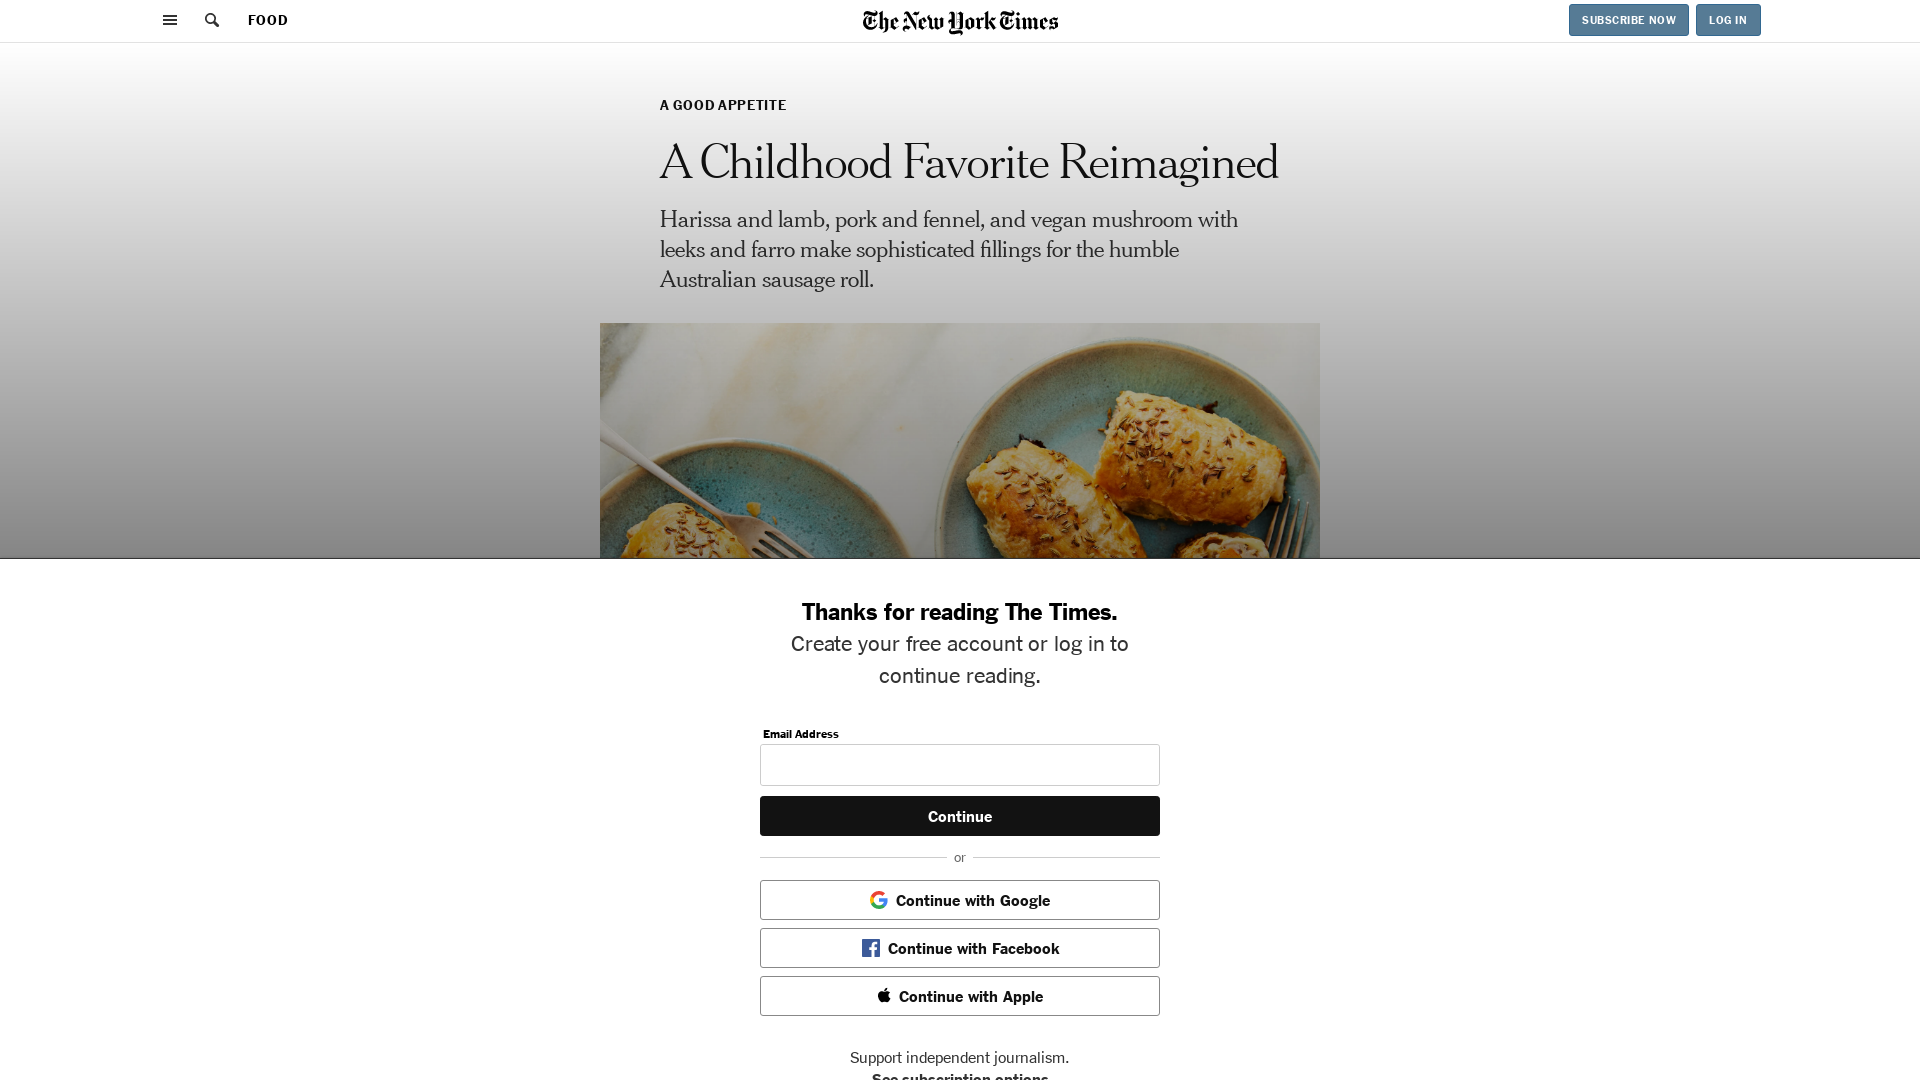 FOOD
The New York Times
SUBSCRIBE NOW
LOG IN
A GOOD APPETITE
A Childhood Favorite Reimagined
Harissa and lamb, pork and fennel, and vegan mushroom with
leeks and farro make sophisticated fillings for the humble
Australian sausage roll.
Thanks for reading The Times.
Create your free account or log in to
continue reading.
Email Address
Continue
or
Continue with Google
Continue with Facebook
Continue with Apple
Support independent journalism.
See subscription options